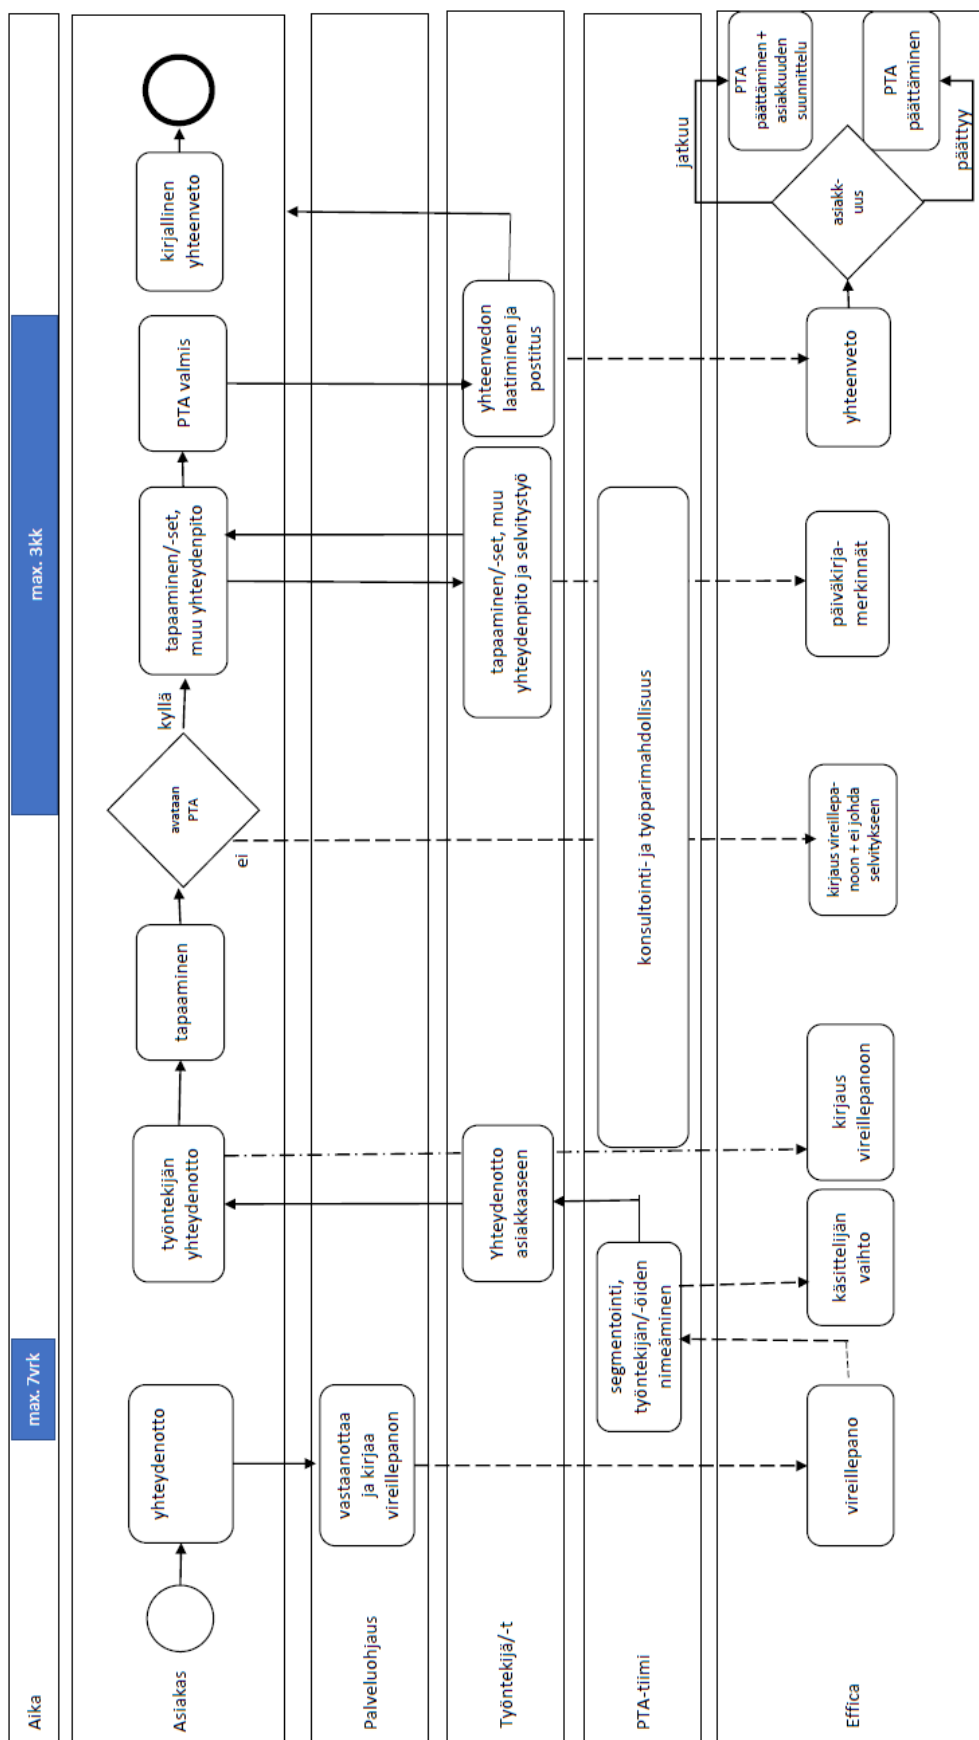 Aika
max. 7vrk
max. 3kk
Asiakas
yhteydenotto
työntekijän
yhteydenotto
tapaaminen
avataan
PTA
kyllä
ei
tapaaminen/-set,
muu yhteydenpito
PTA valmis
kirjallinen
yhteenveto
Palveluohjaus
vastaanottaa
ja kirjaa
vireillepanon
Työntekijä/-t
Yhteydenotto
asiakkaaseen
tapaaminen/-set, muu
yhteydenpito ja selvitystyö
yhteenvedon
laatiminen ja
postitus
PTA-tiimi
segmentointi,
työntekijän/-öiden
nimeäminen
konsultointi- ja työparimahdollisuus
Effica
vireillepano
käsittelijän
vaihto
kirjaus
vireillepanoon
kirjaus vireillepa-
noon + ei johda
selvitykseen
päiväkirja-
merkinnät
yhteenveto
asiakk-
uus
jatkuu
päättyy
PTA
päättäminen +
asiakkuuden
suunnittelu
PTA
päättäminen